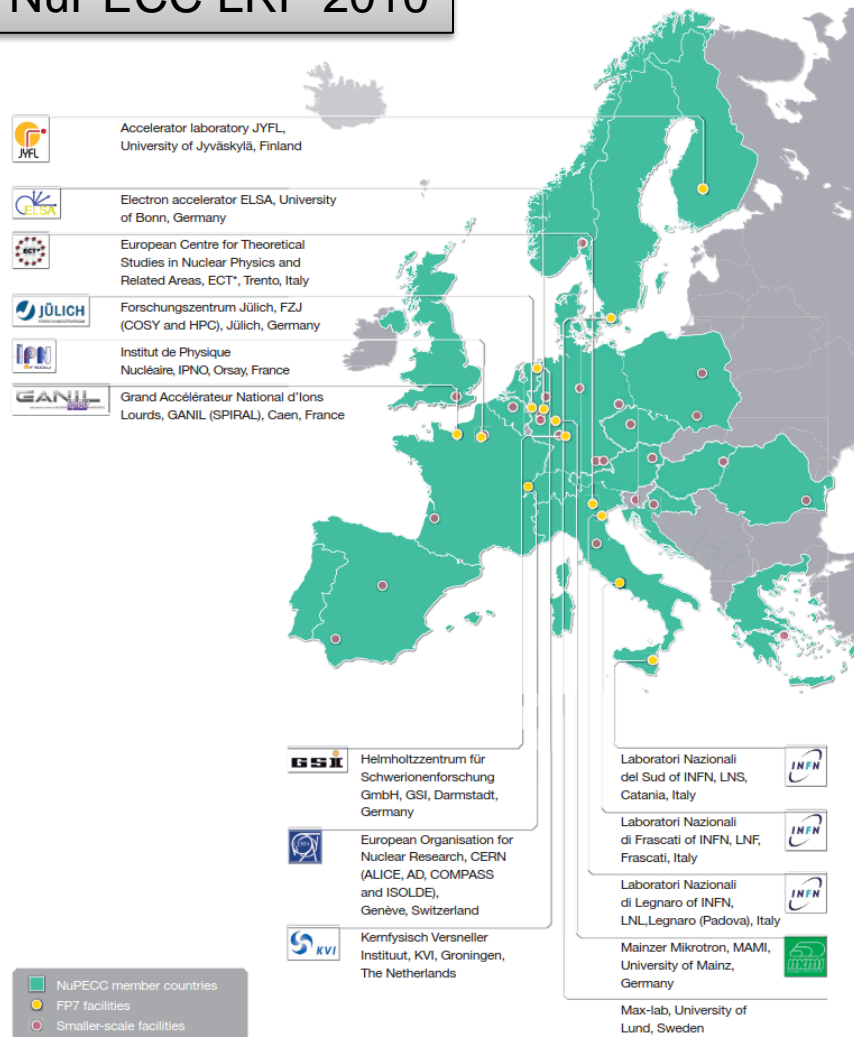 NuPECC LRP 2010
Accelerator laboratory JYFL,
University of Jyväskylä, Finland
JYFL
Electron accelerator ELSA, University
of Bonn, Germany
ELSA
European Centre for Theoretical
Studies in Nuclear Physics and
Related Areas, ECT*, Trento, Italy
ECT*
Forschungszentrum Jülich, FZJ
(COSY and HPC), Jülich, Germany
JÜLICH
FORSCHUNGSZENTRUM
Institut de Physique
Nucléaire, IPNO, Orsay, France
IPN
Grand Accélérateur National d'Ions
Lourds, GANIL (SPIRAL), Caen, France
GANIL
GSI
Helmholtzzentrum für
Schwerionenforschung
GmbH, GSI, Darmstadt,
Germany
CERN
European Organisation for
Nuclear Research, CERN
(ALICE, AD, COMPASS
and ISOLDE),
Genève, Switzerland
KVI
Kernfysisch Versneller
Instituut, KVI, Groningen,
The Netherlands
Laboratori Nazionali
del Sud of INFN, LNS,
Catania, Italy
INFN
Laboratori Nazionali
di Frascati of INFN, LNF,
Frascati, Italy
INFN
Laboratori Nazionali
di Legnaro of INFN,
LNL,Legnaro (Padova), Italy
INFN
Mainzer Mikrotron, MAMI,
University of Mainz,
Germany
Max-lab, University of
Lund, Sweden
NuPECC member countries
FP7 facilities
Smaller-scale facilities